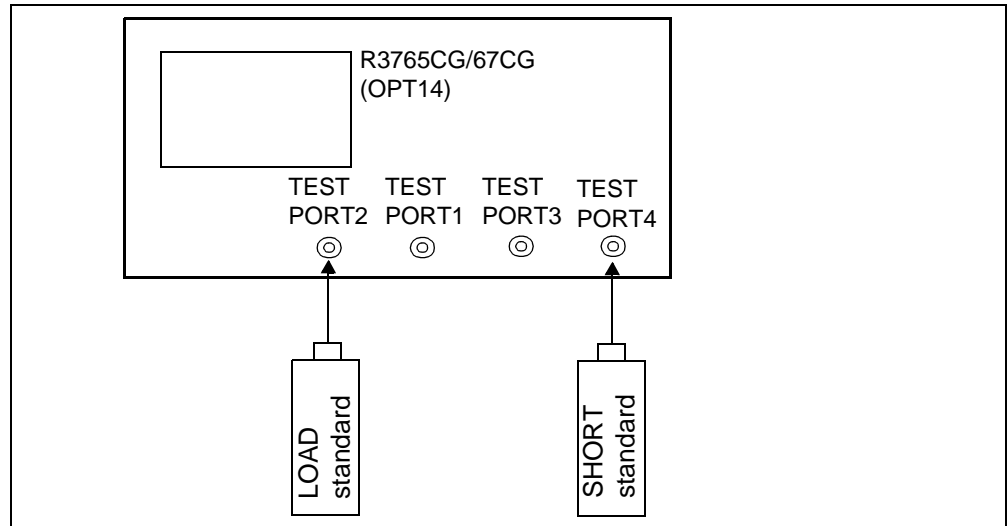 R3765CG/67CG
(OPT14)
TEST TEST TEST TEST
PORT2 PORT1 PORT3 PORT4
LOAD
standard
SHORT
standard